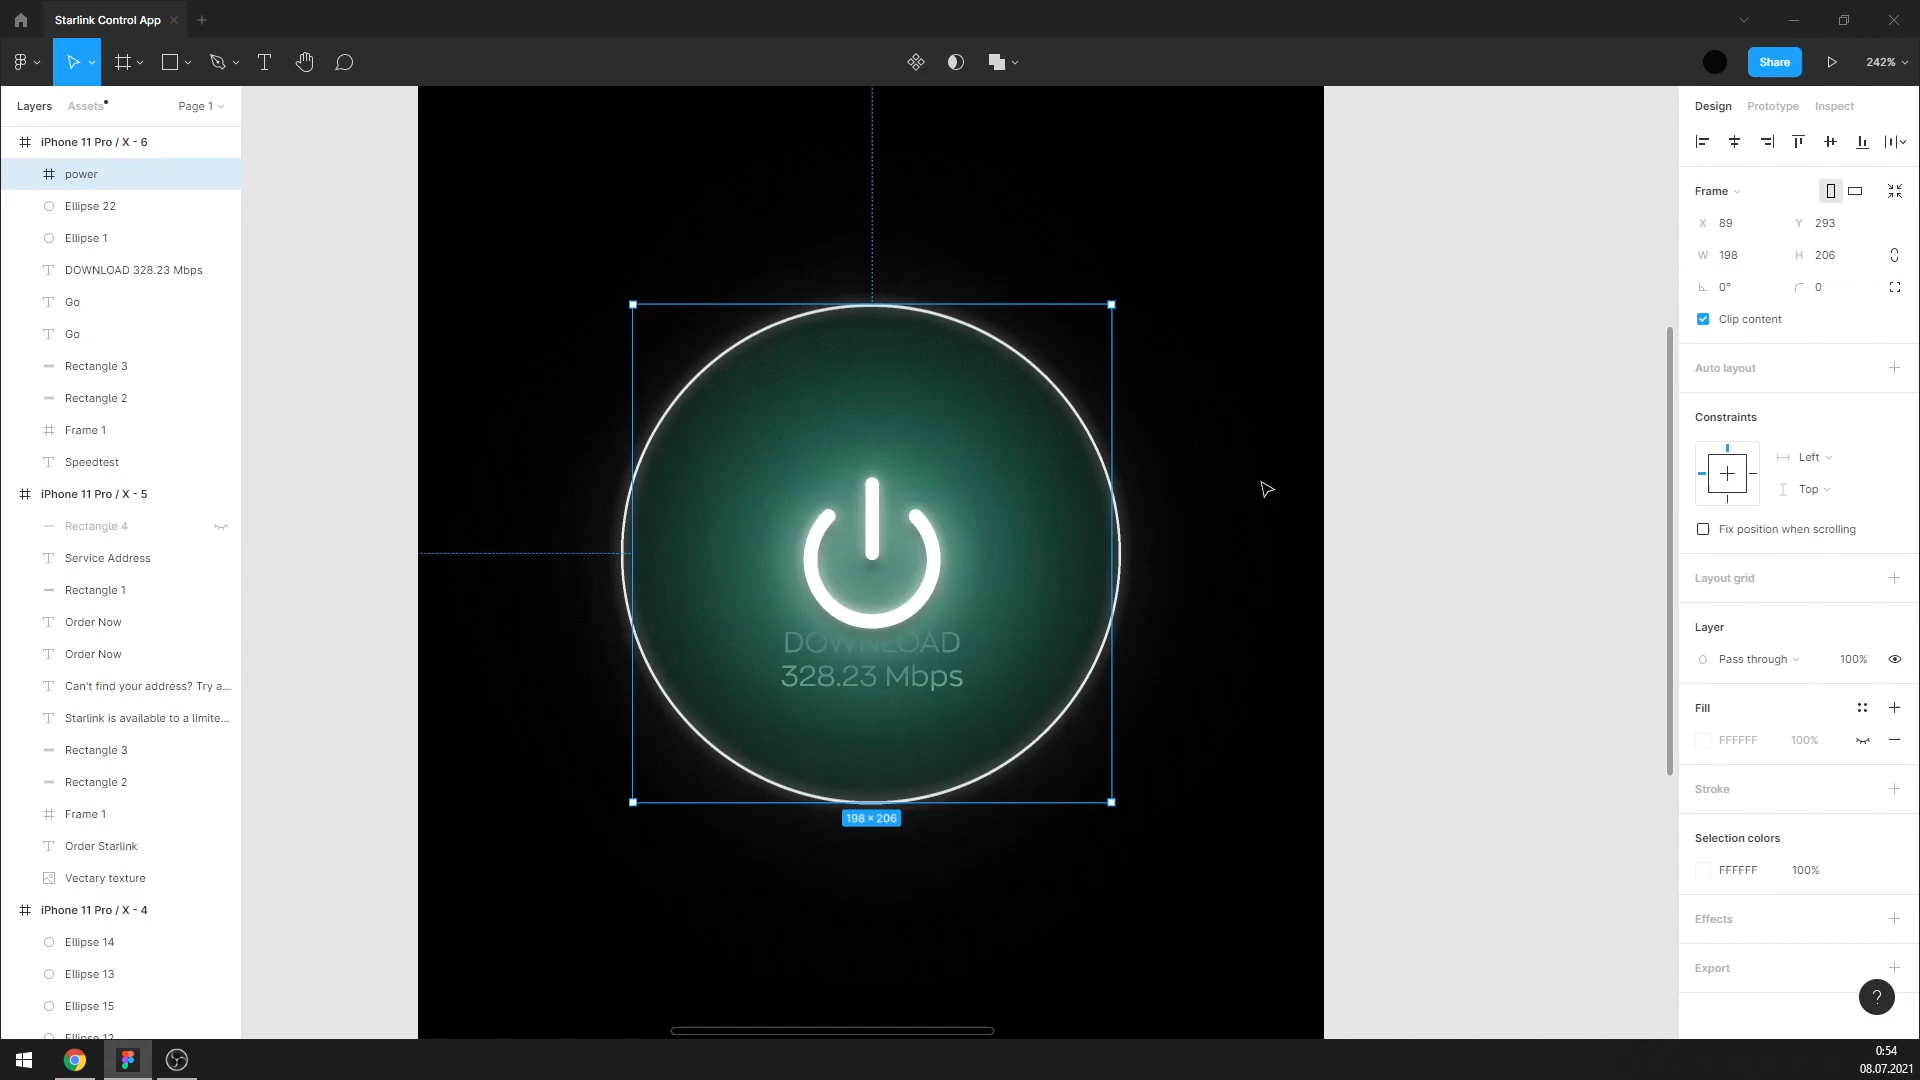 Starlink Control App
Share
242%
Layers
Assets
Page 1
iPhone 11 Pro / X - 6
power
Ellipse 22
Ellipse 1
DOWNLOAD 328.23 Mbps
Go
Go
Rectangle 3
Rectangle 2
Frame 1
Speedtest
iPhone 11 Pro / X - 5
Rectangle 4
Service Address
Rectangle 1
Order Now
Order Now
Can't find your address? Try a...
Starlink is available to a limite...
Rectangle 3
Rectangle 2
Frame 1
Order Starlink
Vectary texture
iPhone 11 Pro / X - 4
Ellipse 14
Ellipse 13
Ellipse 15
Ellipse 12
DOWNLOAD
328.23 Mbps
198 × 206
Design
Prototype
Inspect
Frame
X 89
Y 293
W 198
H 206
0°
0
Clip content
Auto layout
Constraints
Left
Top
Fix position when scrolling
Layout grid
Layer
Pass through
100%
Fill
FFFFFF
100%
Stroke
Selection colors
FFFFFF
100%
Effects
Export
?
0:54
08.07.2021